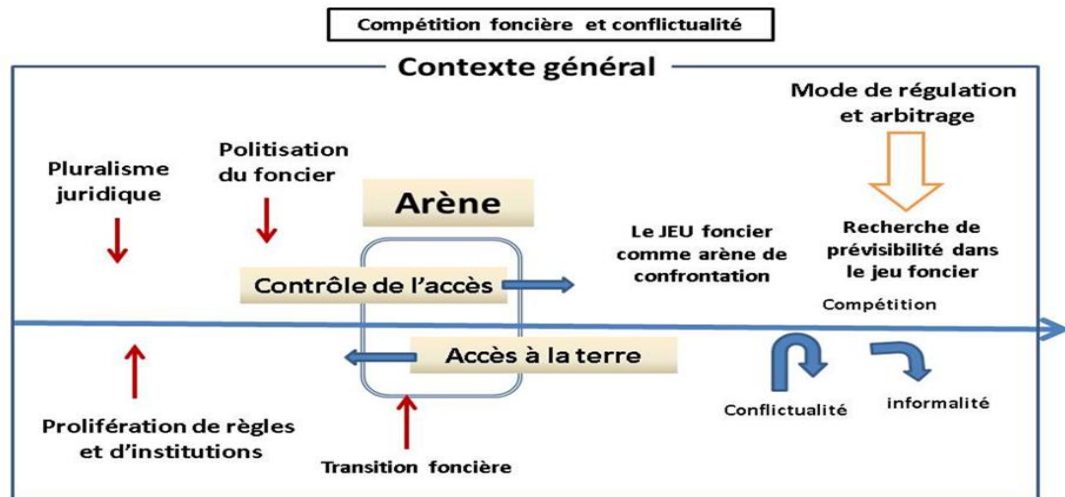 Compétition foncière et conflictualité
Contexte général
Mode de régulation
et arbitrage
Politisation
du foncier
Pluralisme
juridique
Arène
Le JEU foncier
comme arène de
confrontation
Recherche de
prévisibilité dans
le jeu foncier
Contrôle de l'accès
Compétition
Accès à la terre
Conflictualité
informalité
Prolifération de règles
et d'institutions
Transition foncière